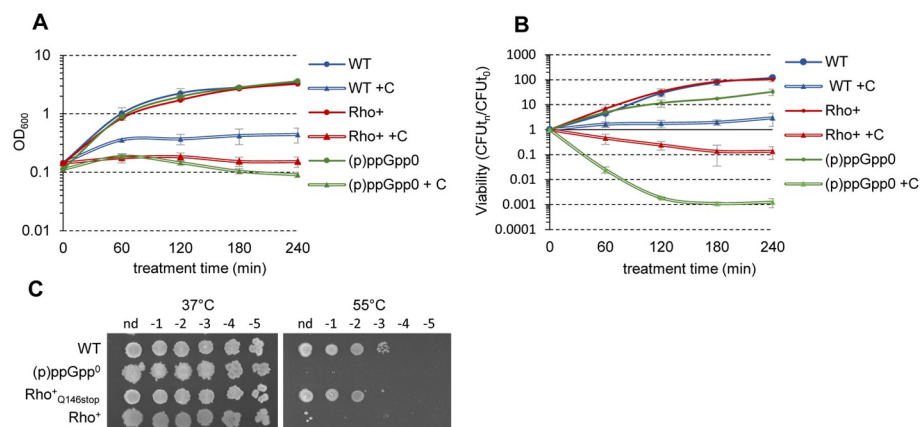 A
OD600
10
1
0.1
0.01
0 60 120 180 240
treatment time (min)
WT
WT +C
Rho+
Rho+ +C
(p)ppGpp0
(p)ppGpp0 + C
B
Viability (CFUtn/CFUt0)
1000
100
10
1
0.1
0.01
0.001
0.0001
0 60 120 180 240
treatment time (min)
WT
WT +C
Rho+
Rho+ +C
(p)ppGpp0
(p)ppGpp0 +C
C
37°C 55°C
nd -1 -2 -3 -4 -5 nd -1 -2 -3 -4 -5
WT
(p)ppGpp⁰
Rho⁺Q146stop
Rho⁺